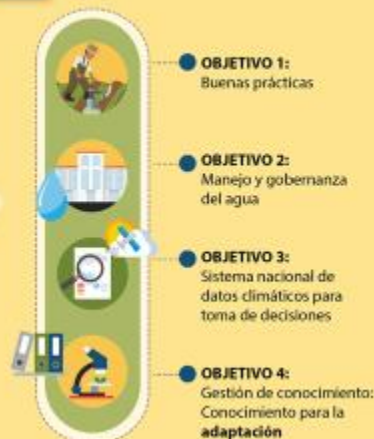 OBJETIVO 1:
Buenas prácticas
OBJETIVO 2:
Manejo y gobernanza
del agua
OBJETIVO 3:
Sistema nacional de
datos climáticos para
toma de decisiones
OBJETIVO 4:
Gestión de conocimiento:
Conocimiento para la
adaptación